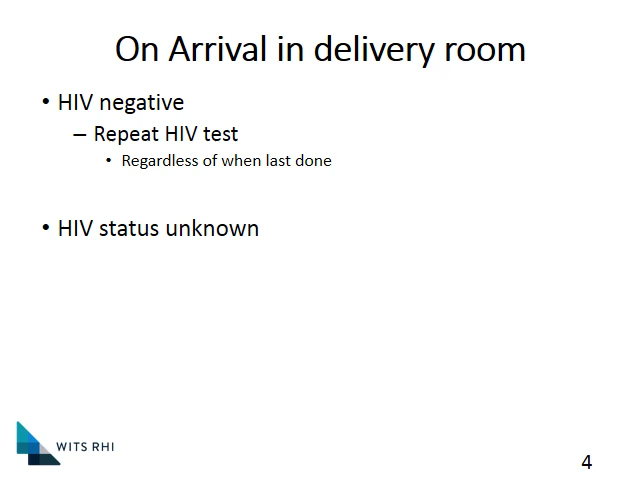 On Arrival in delivery room
• HIV negative
– Repeat HIV test
• Regardless of when last done
• HIV status unknown
WITS RHI
4